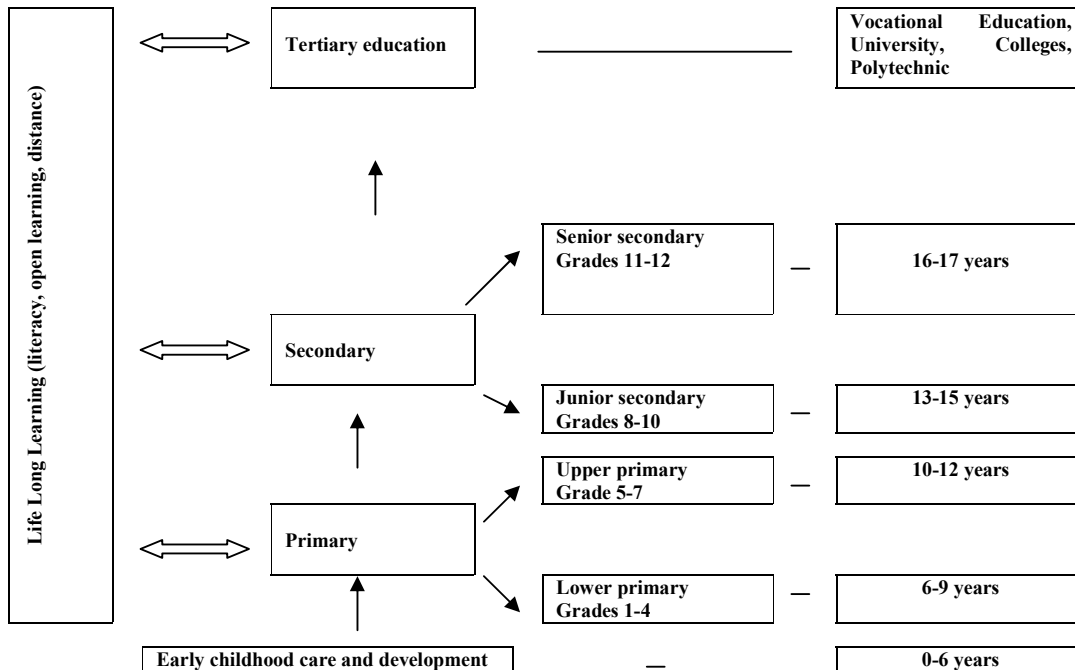 Life Long Learning (literacy, open learning, distance)
Tertiary education
Vocational Education,
University, Colleges,
Polytechnic
Senior secondary
Grades 11-12
16-17 years
Secondary
Junior secondary
Grades 8-10
13-15 years
Upper primary
Grade 5-7
10-12 years
Primary
Lower primary
Grades 1-4
6-9 years
Early childhood care and development
0-6 years